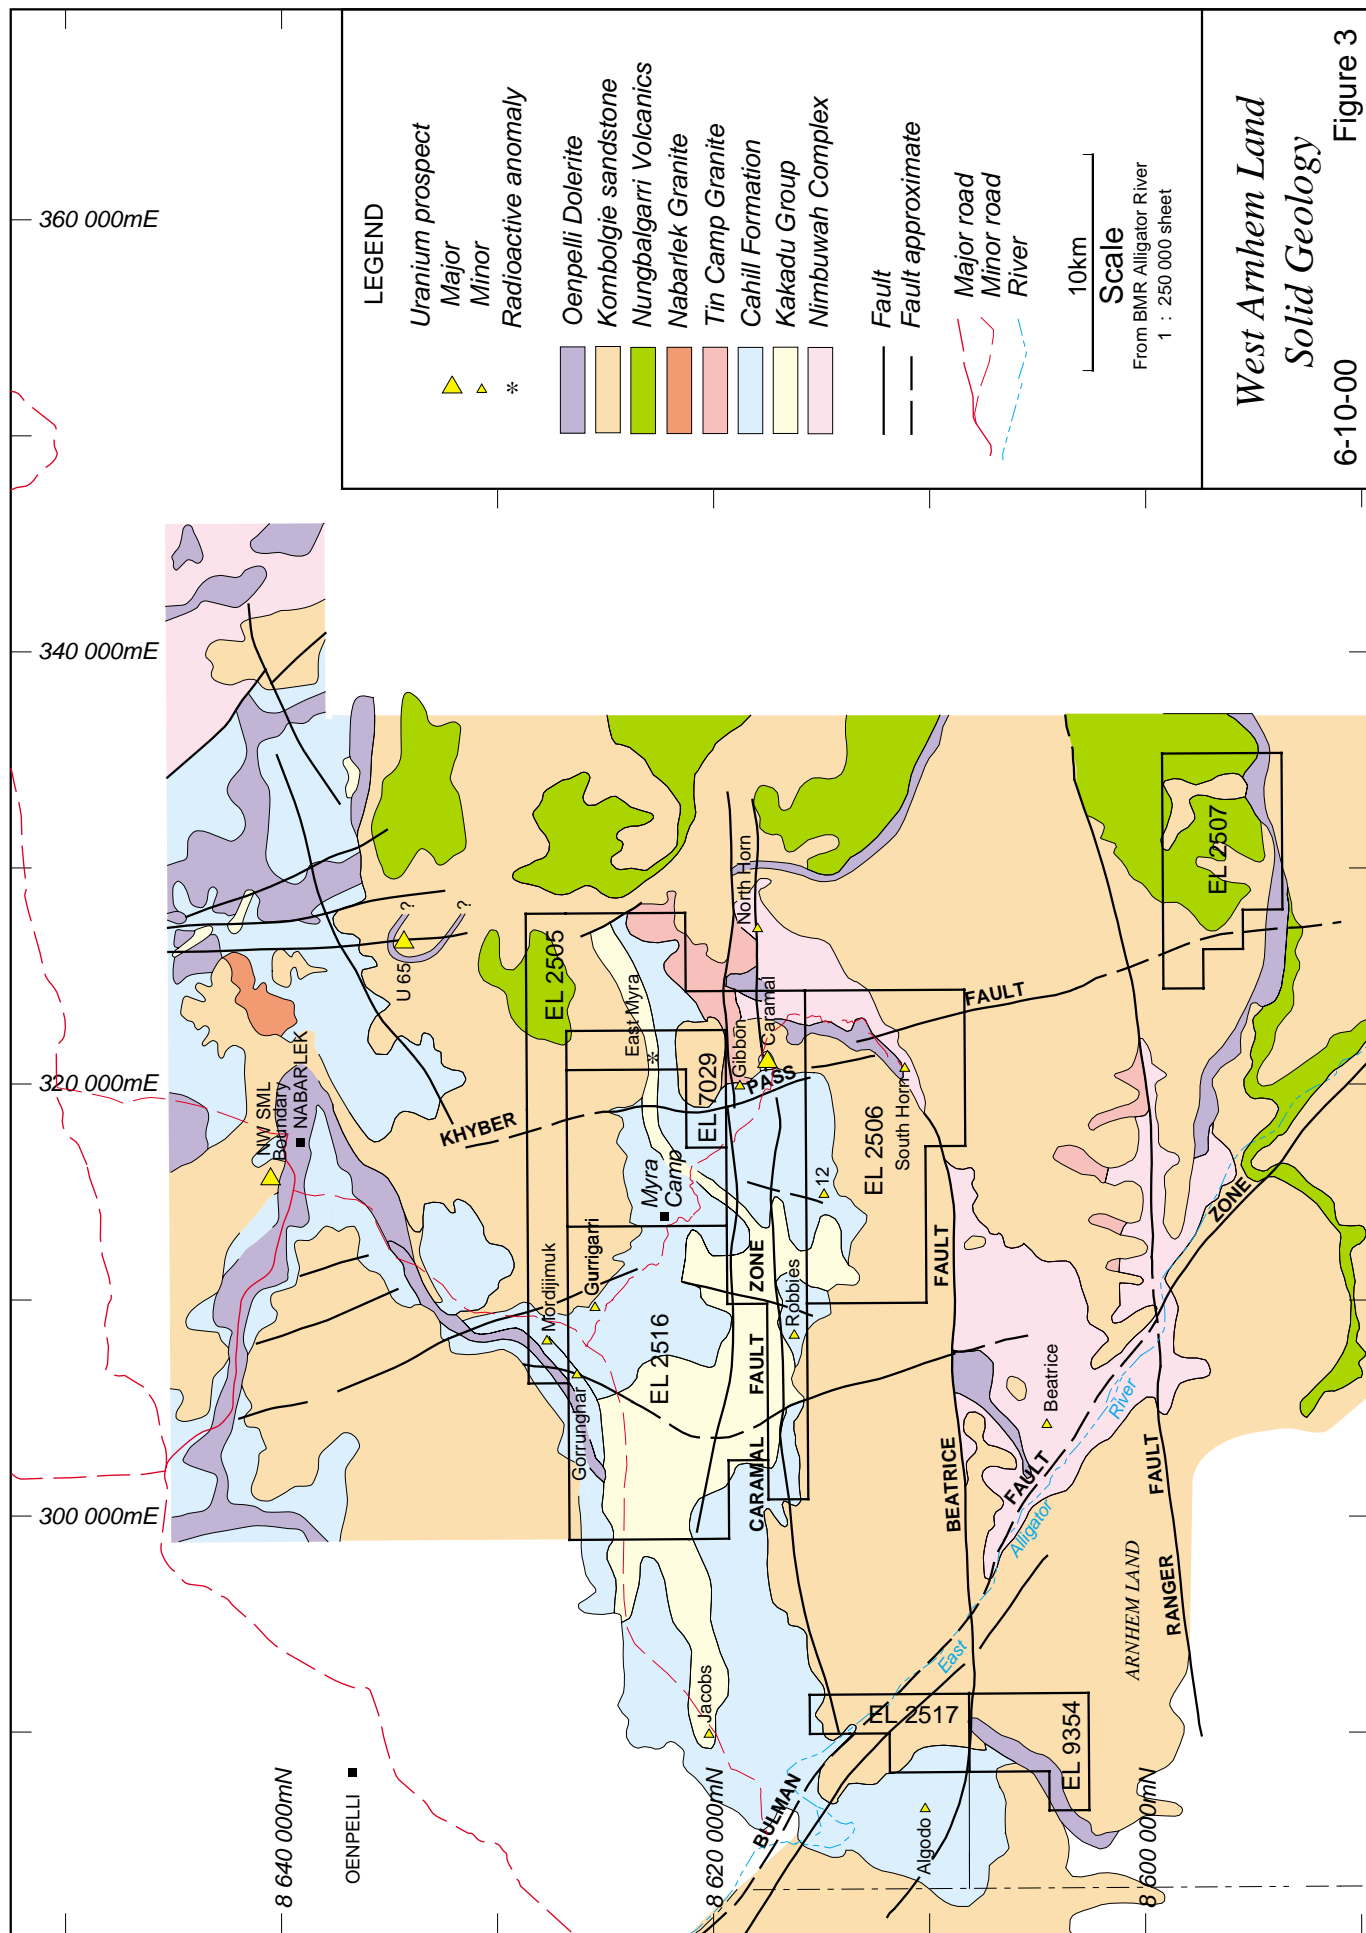 LEGEND
Uranium prospect
Major
Minor
Radioactive anomaly
Oenpelli Dolerite
Kombolgie sandstone
Nungbalgarri Volcanics
Nabarlek Granite
Tin Camp Granite
Cahill Formation
Kakadu Group
Nimbuwah Complex
Fault
Fault approximate
Major road
Minor road
River
10km
Scale
From BMR Alligator River
1 : 250 000 sheet
West Arnhem Land
Solid Geology
6-10-00
Figure 3
360 000mE
340 000mE
320 000mE
300 000mE
8 640 000mN
8 620 000mN
8 600 000mN
OENPELLI
NW SML
Boundary
NABARLEK
U 65
?
?
KHYBER
PASS
FAULT
EL 2505
East Myra
*
EL 7029
Gibbon
Caramal
North Horn
EL 2507
Myra
Camp
12
EL 2506
South Horn
Mordijimuk
Gurrigarri
Gorrunghar
EL 2516
Robbies
CARAMAL
FAULT
ZONE
BEATRICE
FAULT
Beatrice
BULMAN
FAULT
ZONE
East
Alligator
River
RANGER
FAULT
ARNHEM LAND
Jacobs
EL 2517
EL 9354
Algodo